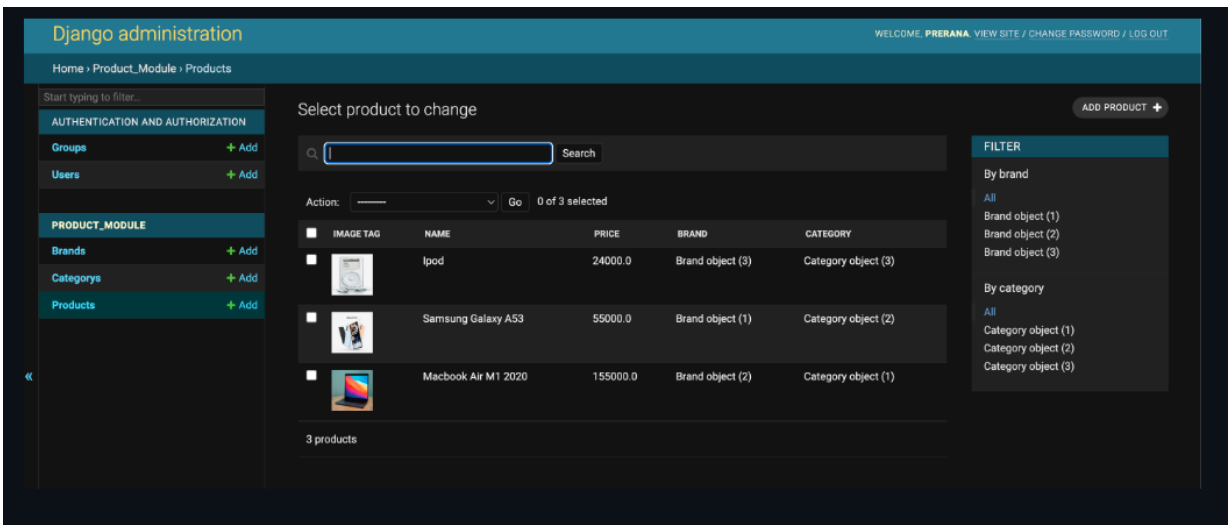 Django administration
WELCOME, PRERANA. VIEW SITE / CHANGE PASSWORD / LOG OUT
Home › Product_Module › Products
Start typing to filter...
AUTHENTICATION AND AUTHORIZATION
Groups + Add
Users + Add
PRODUCT_MODULE
Brands + Add
Categorys + Add
Products + Add
«
Select product to change
ADD PRODUCT +
Search
Action: --------- Go 0 of 3 selected
IMAGE TAG NAME PRICE BRAND CATEGORY
Ipod 24000.0 Brand object (3) Category object (3)
Samsung Galaxy A53 55000.0 Brand object (1) Category object (2)
Macbook Air M1 2020 155000.0 Brand object (2) Category object (1)
3 products
FILTER
By brand
All
Brand object (1)
Brand object (2)
Brand object (3)
By category
All
Category object (1)
Category object (2)
Category object (3)